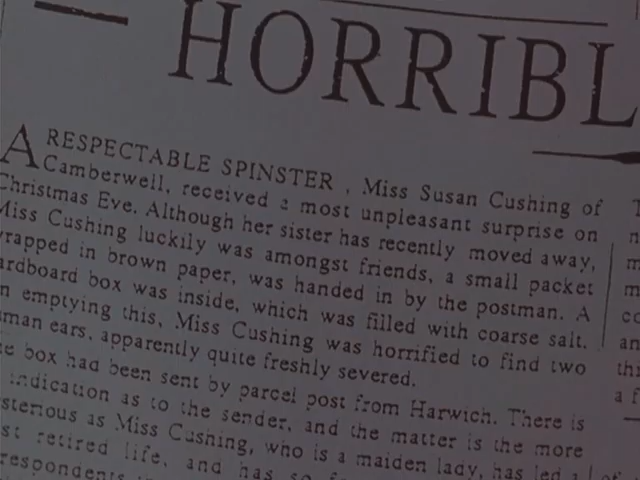 HORRIBL
A RESPECTABLE SPINSTER, Miss Susan Cushing of
Camberwell, received a most unpleasant surprise on
Christmas Eve. Although her sister has recently moved away,
Miss Cushing luckily was amongst friends, a small packet
wrapped in brown paper, was handed in by the postman. A
ardboard box was inside, which was filled with coarse salt.
n emptying this, Miss Cushing was horrified to find two
uman ears, apparently quite freshly severed.
e box had been sent by parcel post from Harwich. There is
indication as to the sender, and the matter is the more
sterious as Miss Cushing, who is a maiden lady, has led a
st retired life, and has so
respondents